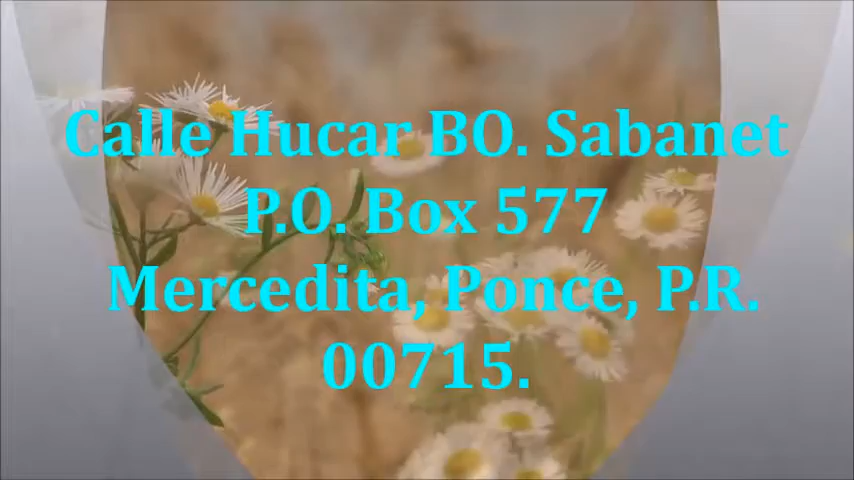 Calle Hucar BO. Sabanet
P.O. Box 577
Mercedita, Ponce, P.R.
00715.